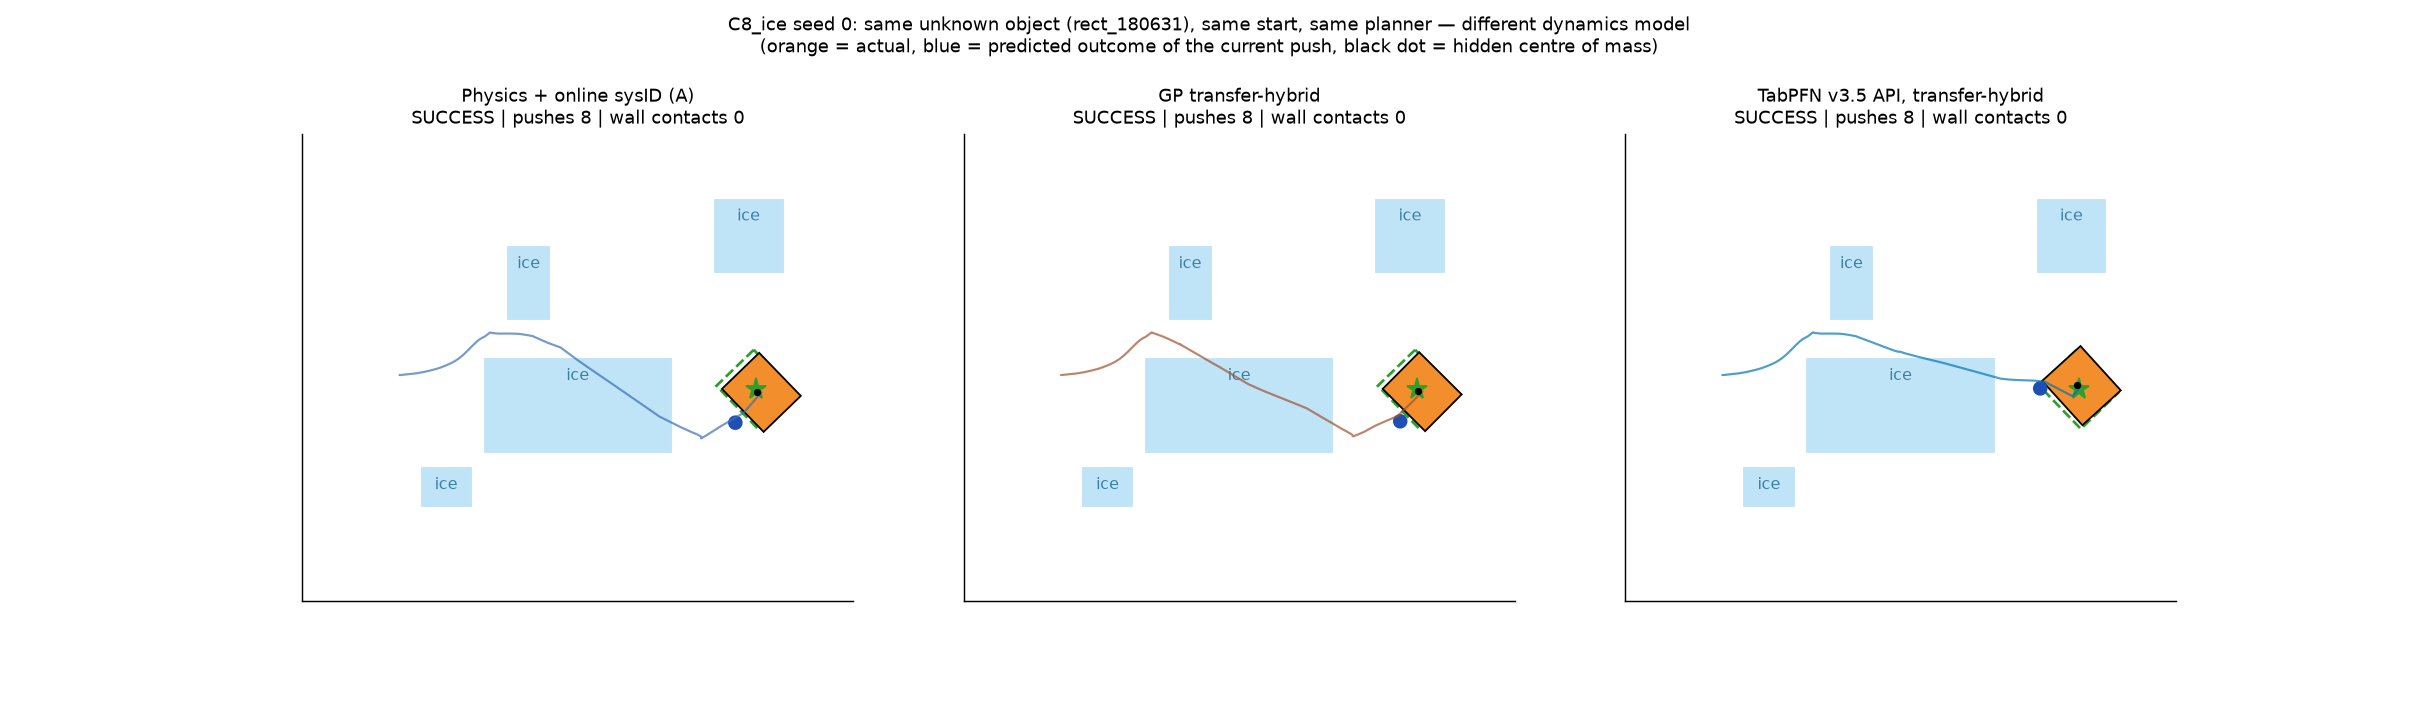 C8_ice seed 0: same unknown object (rect_180631), same start, same planner — different dynamics model
(orange = actual, blue = predicted outcome of the current push, black dot = hidden centre of mass)
Physics + online sysID (A)
SUCCESS | pushes 8 | wall contacts 0
ice
ice
ice
ice
GP transfer-hybrid
SUCCESS | pushes 8 | wall contacts 0
ice
ice
ice
ice
TabPFN v3.5 API, transfer-hybrid
SUCCESS | pushes 8 | wall contacts 0
ice
ice
ice
ice